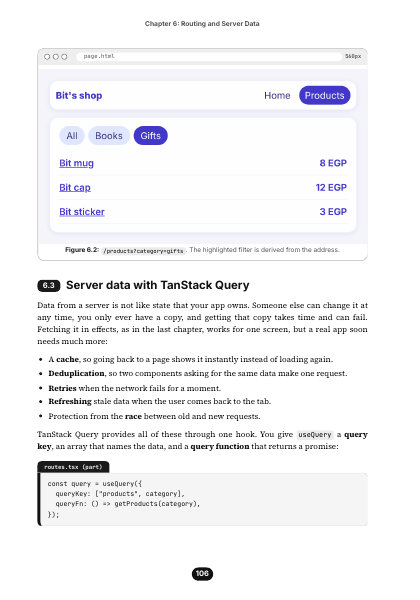 Chapter 6: Routing and Server Data
page.html
560px
Bit's shop
Home
Products
All
Books
Gifts
Bit mug
8 EGP
Bit cap
12 EGP
Bit sticker
3 EGP
Figure 6.2: /products?category=gifts. The highlighted filter is derived from the address.
6.3 Server data with TanStack Query
Data from a server is not like state that your app owns. Someone else can change it at
any time, you only ever have a copy, and getting that copy takes time and can fail.
Fetching it in effects, as in the last chapter, works for one screen, but a real app soon
needs much more:
• A cache, so going back to a page shows it instantly instead of loading again.
• Deduplication, so two components asking for the same data make one request.
• Retries when the network fails for a moment.
• Refreshing stale data when the user comes back to the tab.
• Protection from the race between old and new requests.
TanStack Query provides all of these through one hook. You give useQuery a query
key, an array that names the data, and a query function that returns a promise:
routes.tsx (part)
const query = useQuery({
  queryKey: ["products", category],
  queryFn: () => getProducts(category),
});
106